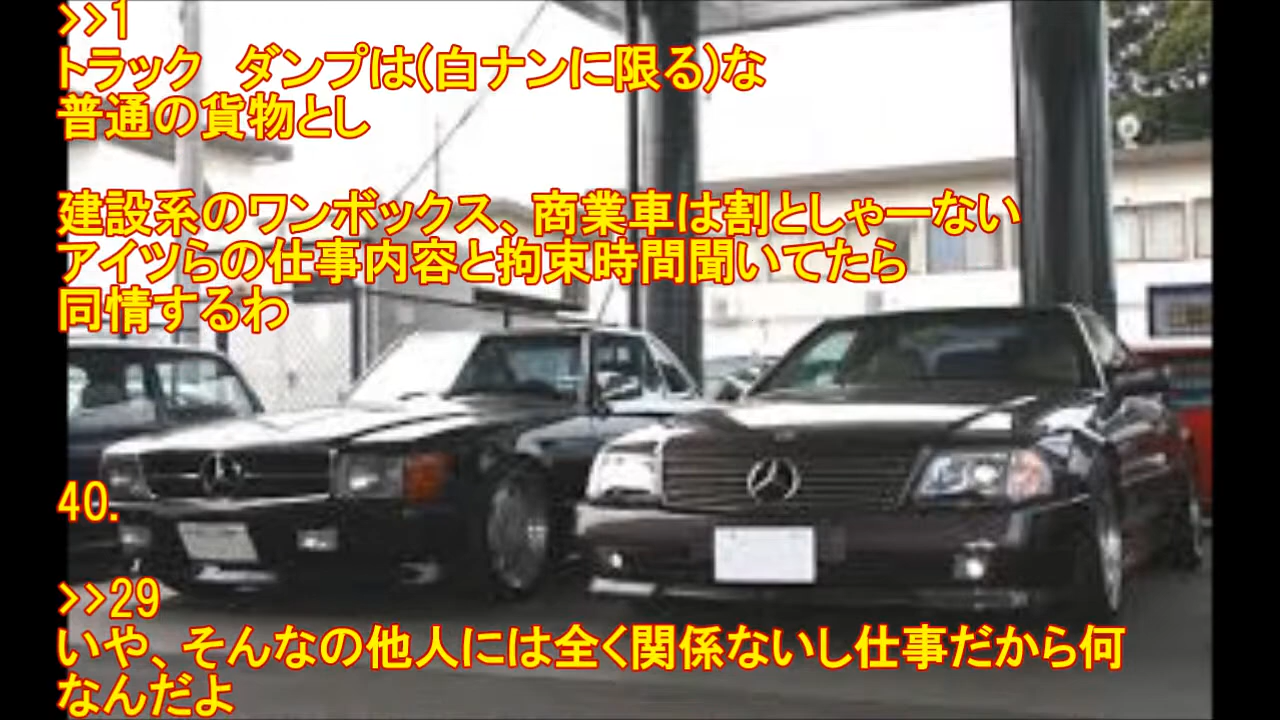 >>1
トラック　ダンプは(白ナンに限る)な
普通の貨物とし
建設系のワンボックス、商業車は割としゃーない
アイツらの仕事内容と拘束時間聞いてたら
同情するわ
40.
>>29
いや、そんなの他人には全く関係ないし仕事だから何
なんだよ